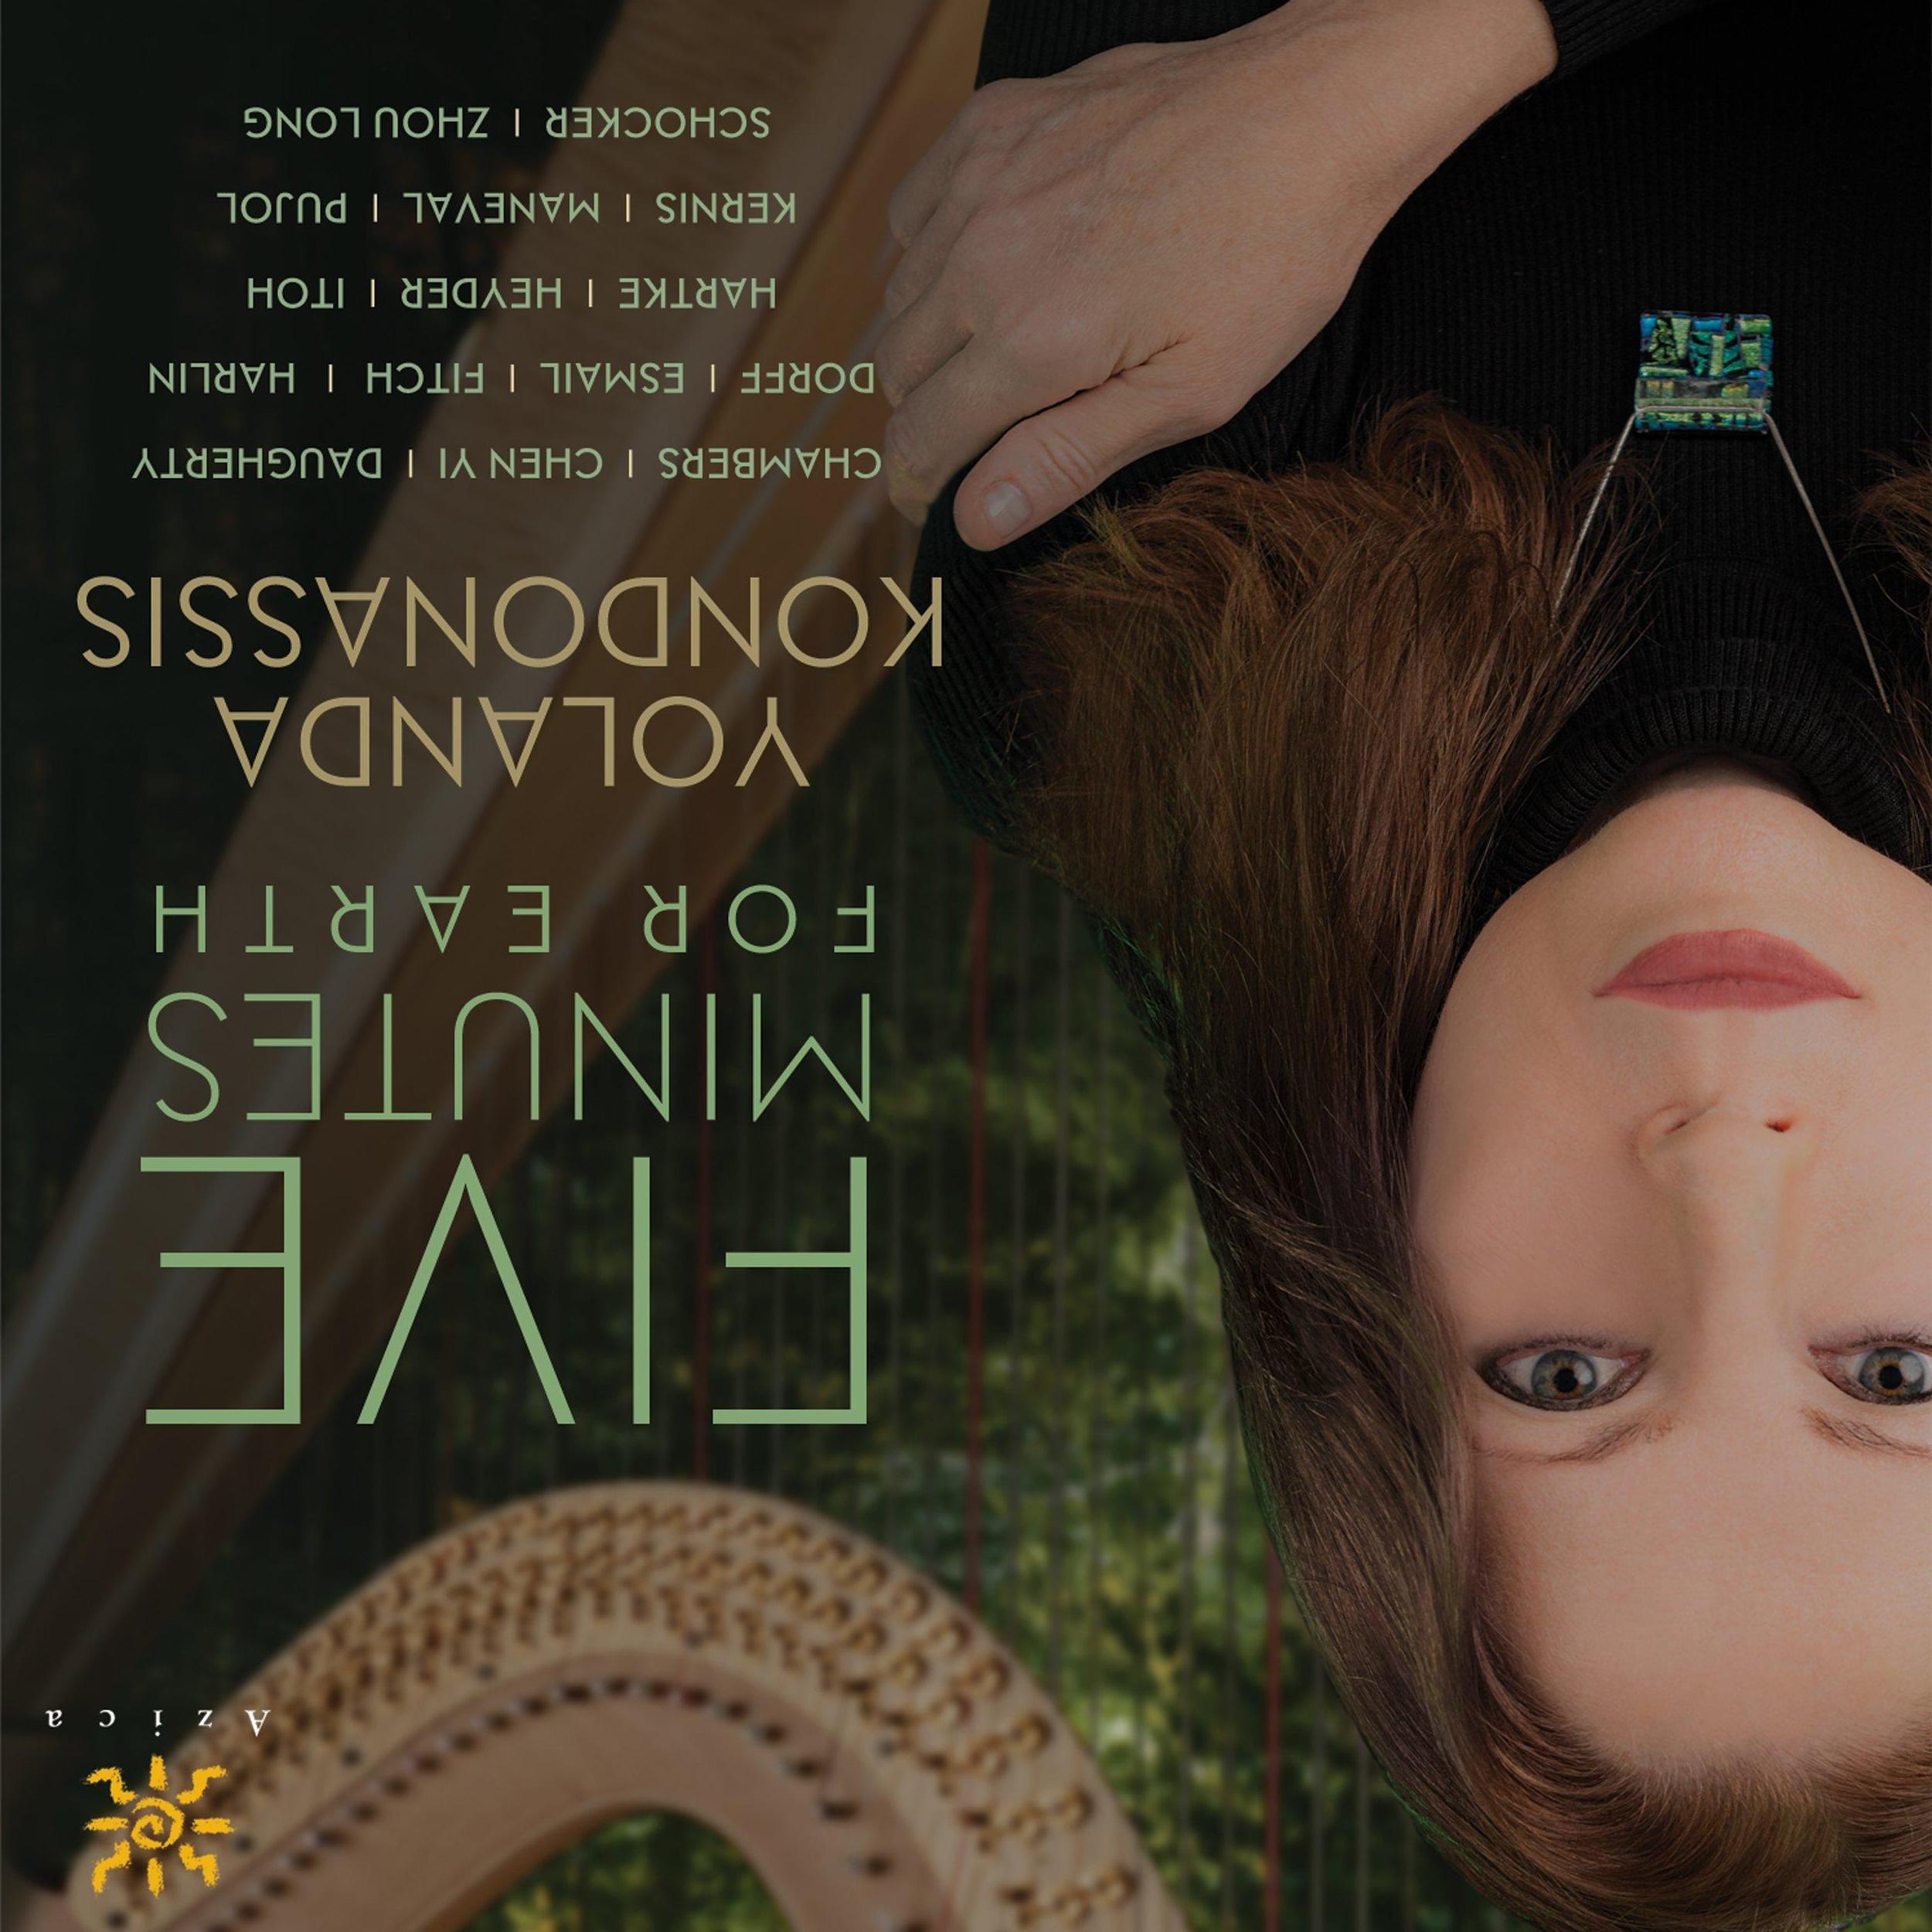 Azica
FIVE
MINUTES
FOR EARTH
YOLANDA
KONDONASSIS
CHAMBERS | CHEN YI | DAUGHERTY
DORFF | ESMAIL | FITCH | HARLIN
HARTKE | HEYDER | ITOH
KERNIS | MANEVAL | PUJOL
SCHOCKER | ZHOU LONG